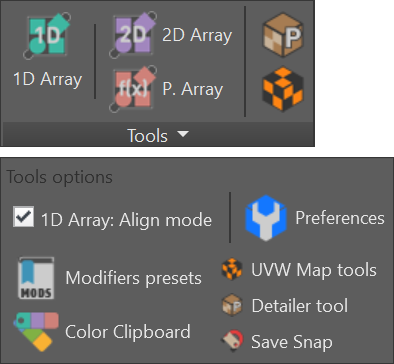 1D
1D Array
2D
2D Array
f(x)
P. Array
P
Tools
Tools options
1D Array: Align mode
Preferences
MODS
Modifiers presets
UVW Map tools
Detailer tool
Color Clipboard
Save Snap